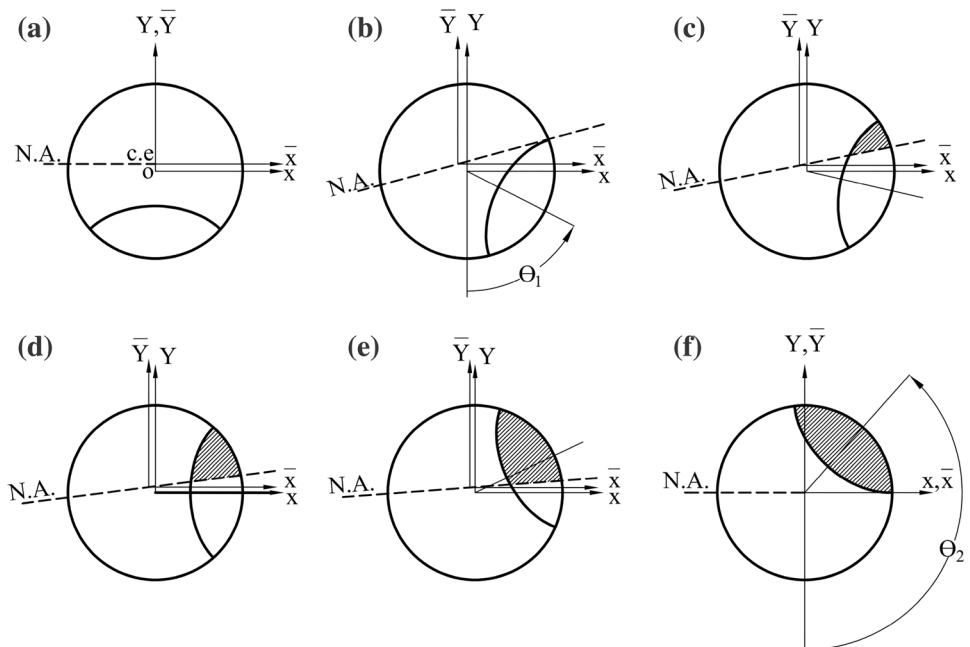 (a)
Y, Y̅
N.A.
c.e
o
x̅
x
(b)
Y̅ Y
N.A.
x̅
x
Θ₁
(c)
Y̅ Y
N.A.
x̅
x
(d)
Y̅ Y
N.A.
x̅
x
(e)
Y̅ Y
N.A.
x̅
x
(f)
Y, Y̅
N.A.
x, x̅
Θ₂